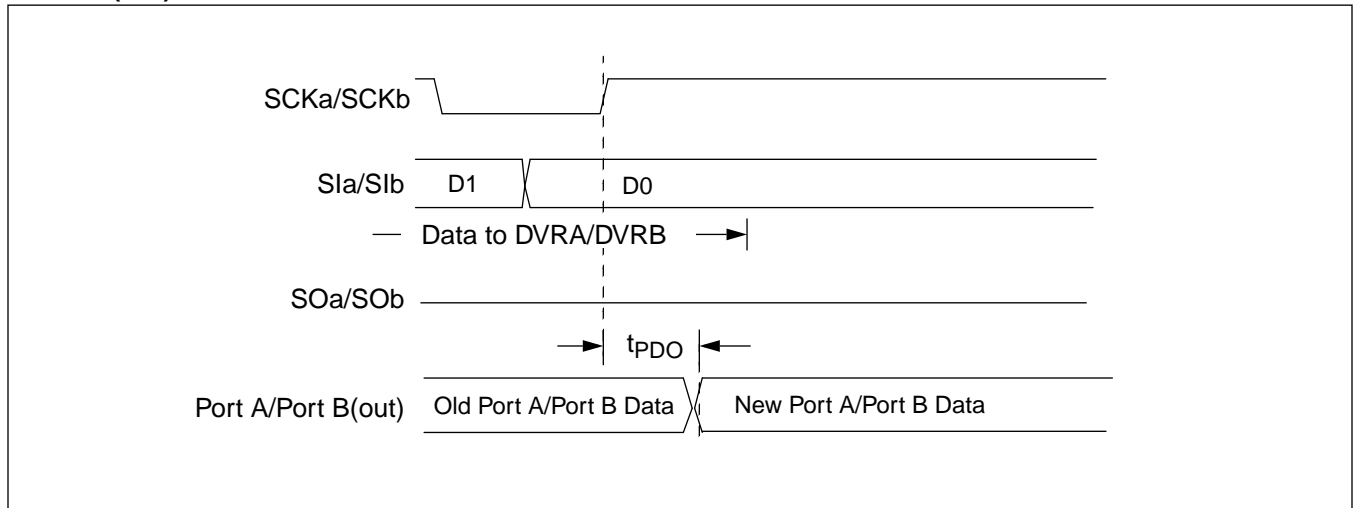 SCKa/SCKb
SIa/SIb D1 D0
Data to DVRA/DVRB
SOa/SOb
tPDO
Port A/Port B(out) Old Port A/Port B Data New Port A/Port B Data